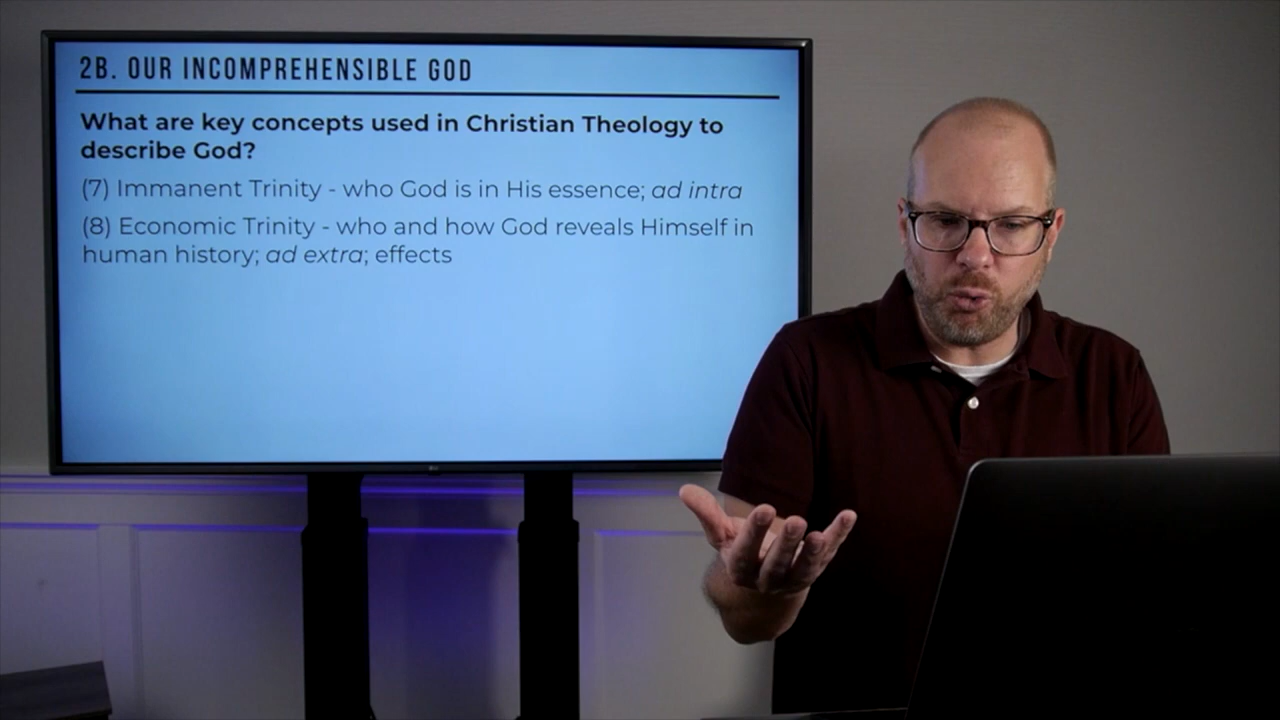 2B. OUR INCOMPREHENSIBLE GOD
What are key concepts used in Christian Theology to
describe God?
(7) Immanent Trinity - who God is in His essence; ad intra
(8) Economic Trinity - who and how God reveals Himself in
human history; ad extra; effects